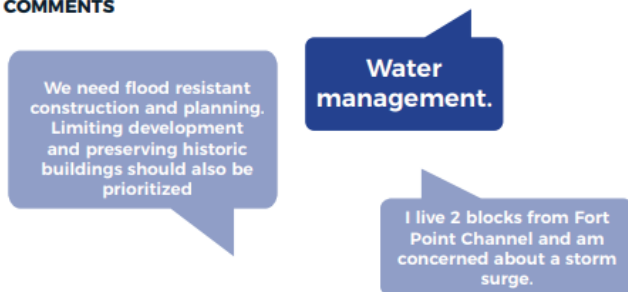 COMMENTS
We need flood resistant
construction and planning.
Limiting development
and preserving historic
buildings should also be
prioritized
Water
management.
I live 2 blocks from Fort
Point Channel and am
concerned about a storm
surge.